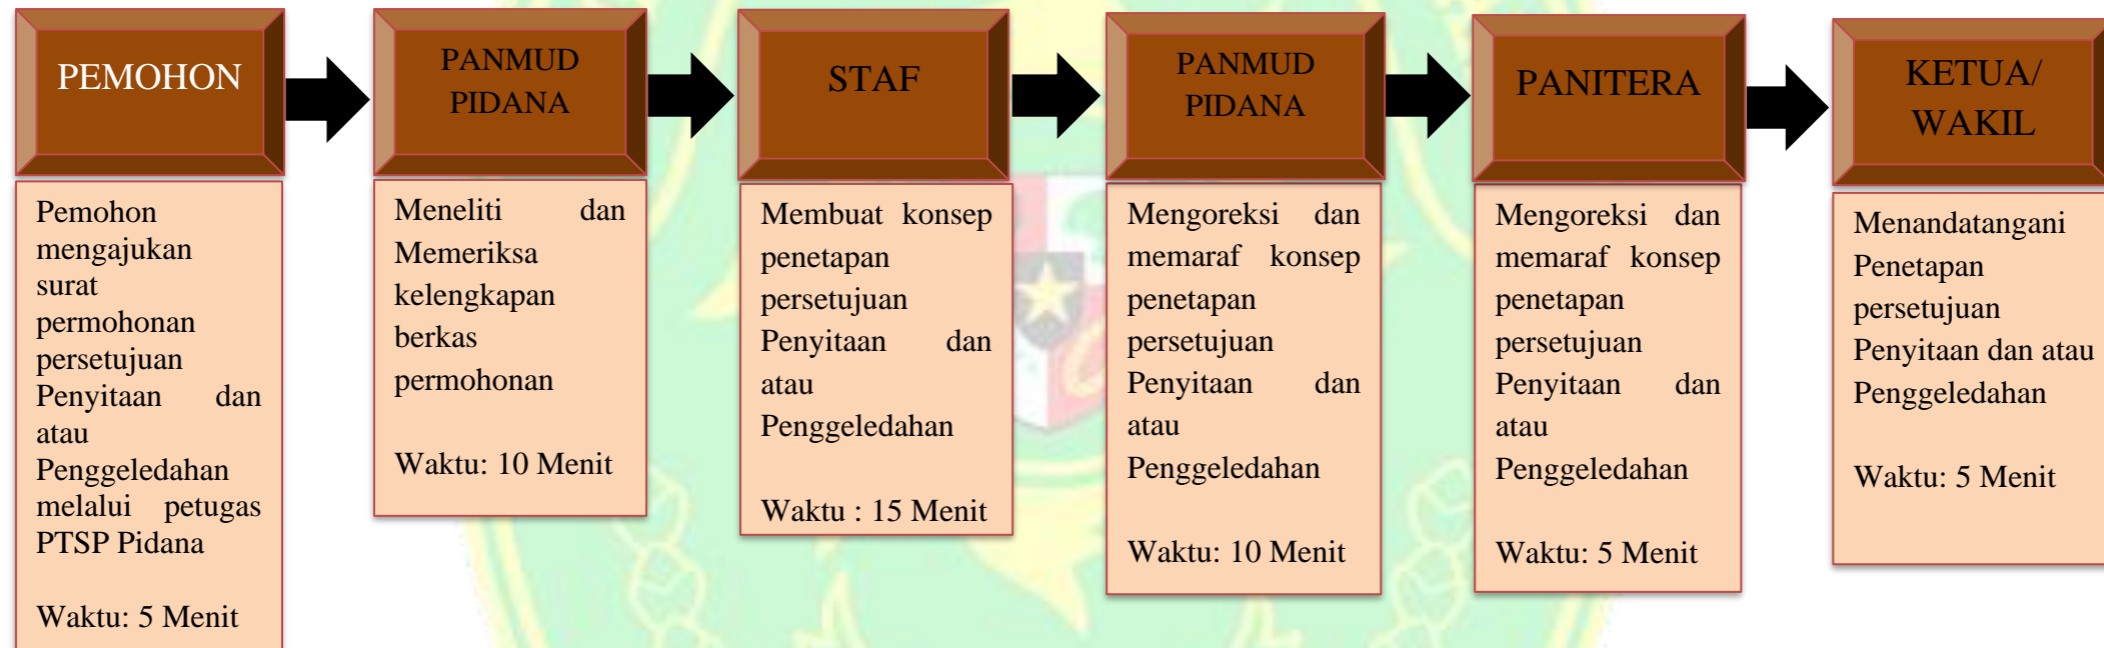 PEMOHON
Pemohon
mengajukan
surat
permohonan
persetujuan
Penyitaan dan
atau
Penggeledahan
melalui petugas
PTSP Pidana
Waktu: 5 Menit
PANMUD
PIDANA
Meneliti dan
Memeriksa
kelengkapan
berkas
permohonan
Waktu: 10 Menit
STAF
Membuat konsep
penetapan
persetujuan
Penyitaan dan
atau
Penggeledahan
Waktu : 15 Menit
PANMUD
PIDANA
Mengoreksi dan
memaraf konsep
penetapan
persetujuan
Penyitaan dan
atau
Penggeledahan
Waktu: 10 Menit
PANITERA
Mengoreksi dan
memaraf konsep
penetapan
persetujuan
Penyitaan dan
atau
Penggeledahan
Waktu: 5 Menit
KETUA/
WAKIL
Menandatangani
Penetapan
persetujuan
Penyitaan dan atau
Penggeledahan
Waktu: 5 Menit